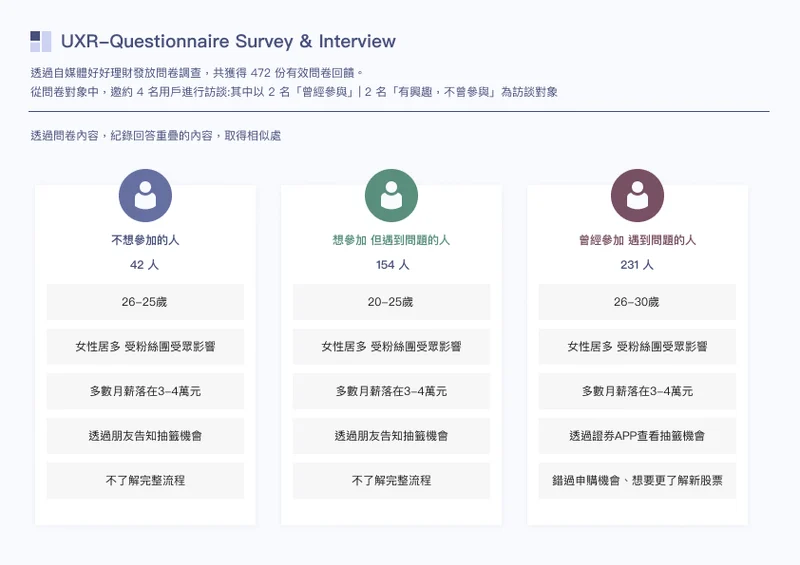 UXR-Questionnaire Survey & Interview
透過自媒體好好理財發放問卷調查，共獲得 472 份有效問卷回饋。
從問卷對象中，邀約 4 名用戶進行訪談:其中以 2 名「曾經參與」| 2 名「有興趣，不曾參與」為訪談對象
透過問卷內容，紀錄回答重疊的內容，取得相似處
不想參加的人
42 人
26-25歲
女性居多 受粉絲團受眾影響
多數月薪落在3-4萬元
透過朋友告知抽籤機會
不了解完整流程
想參加 但遇到問題的人
154 人
20-25歲
女性居多 受粉絲團受眾影響
多數月薪落在3-4萬元
透過朋友告知抽籤機會
不了解完整流程
曾經參加 遇到問題的人
231 人
26-30歲
女性居多 受粉絲團受眾影響
多數月薪落在3-4萬元
透過證券APP查看抽籤機會
錯過申購機會、想要更了解新股票